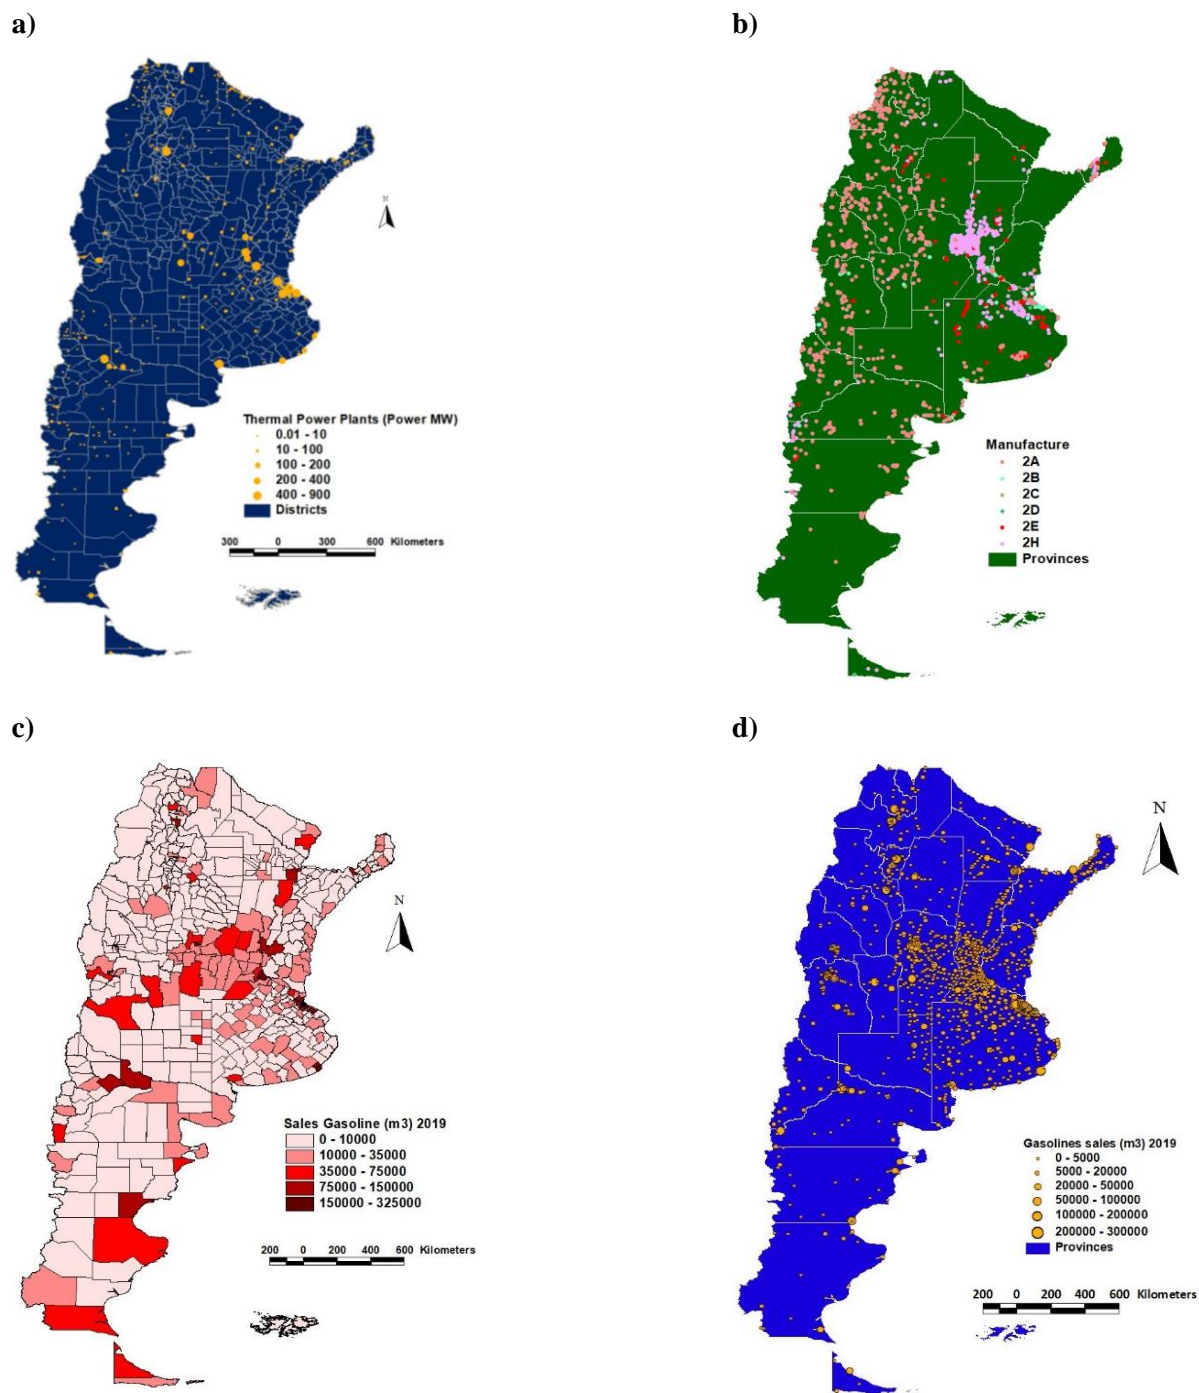 a)
b)
N
Thermal Power Plants (Power MW)
0.01 - 10
10 - 100
100 - 200
200 - 400
400 - 900
Districts
300 0 300 600 Kilometers
Manufacture
2A
2B
2C
2D
2E
2H
Provinces
c)
d)
N
Sales Gasoline (m3) 2019
0 - 10000
10000 - 35000
35000 - 75000
75000 - 150000
150000 - 325000
200 0 200 400 600 Kilometers
N
Gasolines sales (m3) 2019
0 - 5000
5000 - 20000
20000 - 50000
50000 - 100000
100000 - 200000
200000 - 300000
Provinces
200 0 200 400 600 Kilometers